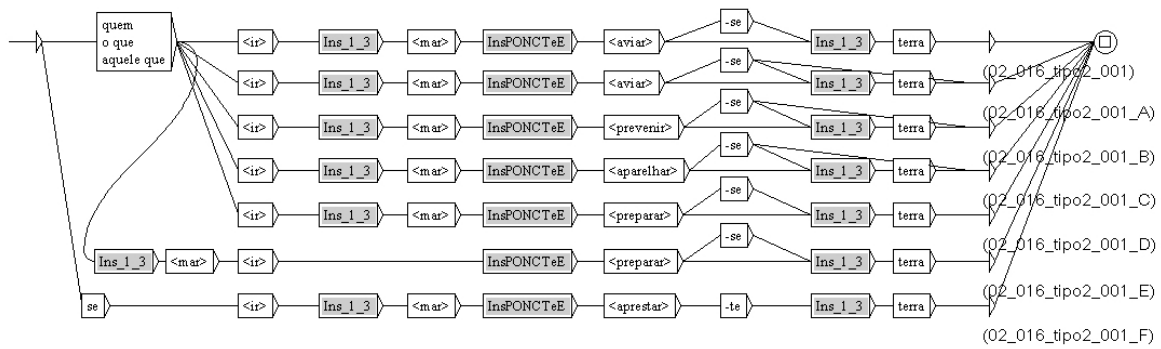 quem
o que
aquele que
<ir> Ins_1_3 <mar> InsPONCTeE <aviar> -se Ins_1_3 terra
(02_016_tipo2_001)
<ir> Ins_1_3 <mar> InsPONCTeE <aviar> -se Ins_1_3 terra
(02_016_tipo2_001_A)
<ir> Ins_1_3 <mar> InsPONCTeE <prevenir> -se Ins_1_3 terra
(02_016_tipo2_001_B)
<ir> Ins_1_3 <mar> InsPONCTeE <aparelhar> -se Ins_1_3 terra
(02_016_tipo2_001_C)
<ir> Ins_1_3 <mar> InsPONCTeE <preparar> -se Ins_1_3 terra
(02_016_tipo2_001_D)
Ins_1_3 <mar> <ir> InsPONCTeE <preparar> -se Ins_1_3 terra
(02_016_tipo2_001_E)
se <ir> Ins_1_3 <mar> InsPONCTeE <aprestar> -te Ins_1_3 terra
(02_016_tipo2_001_F)